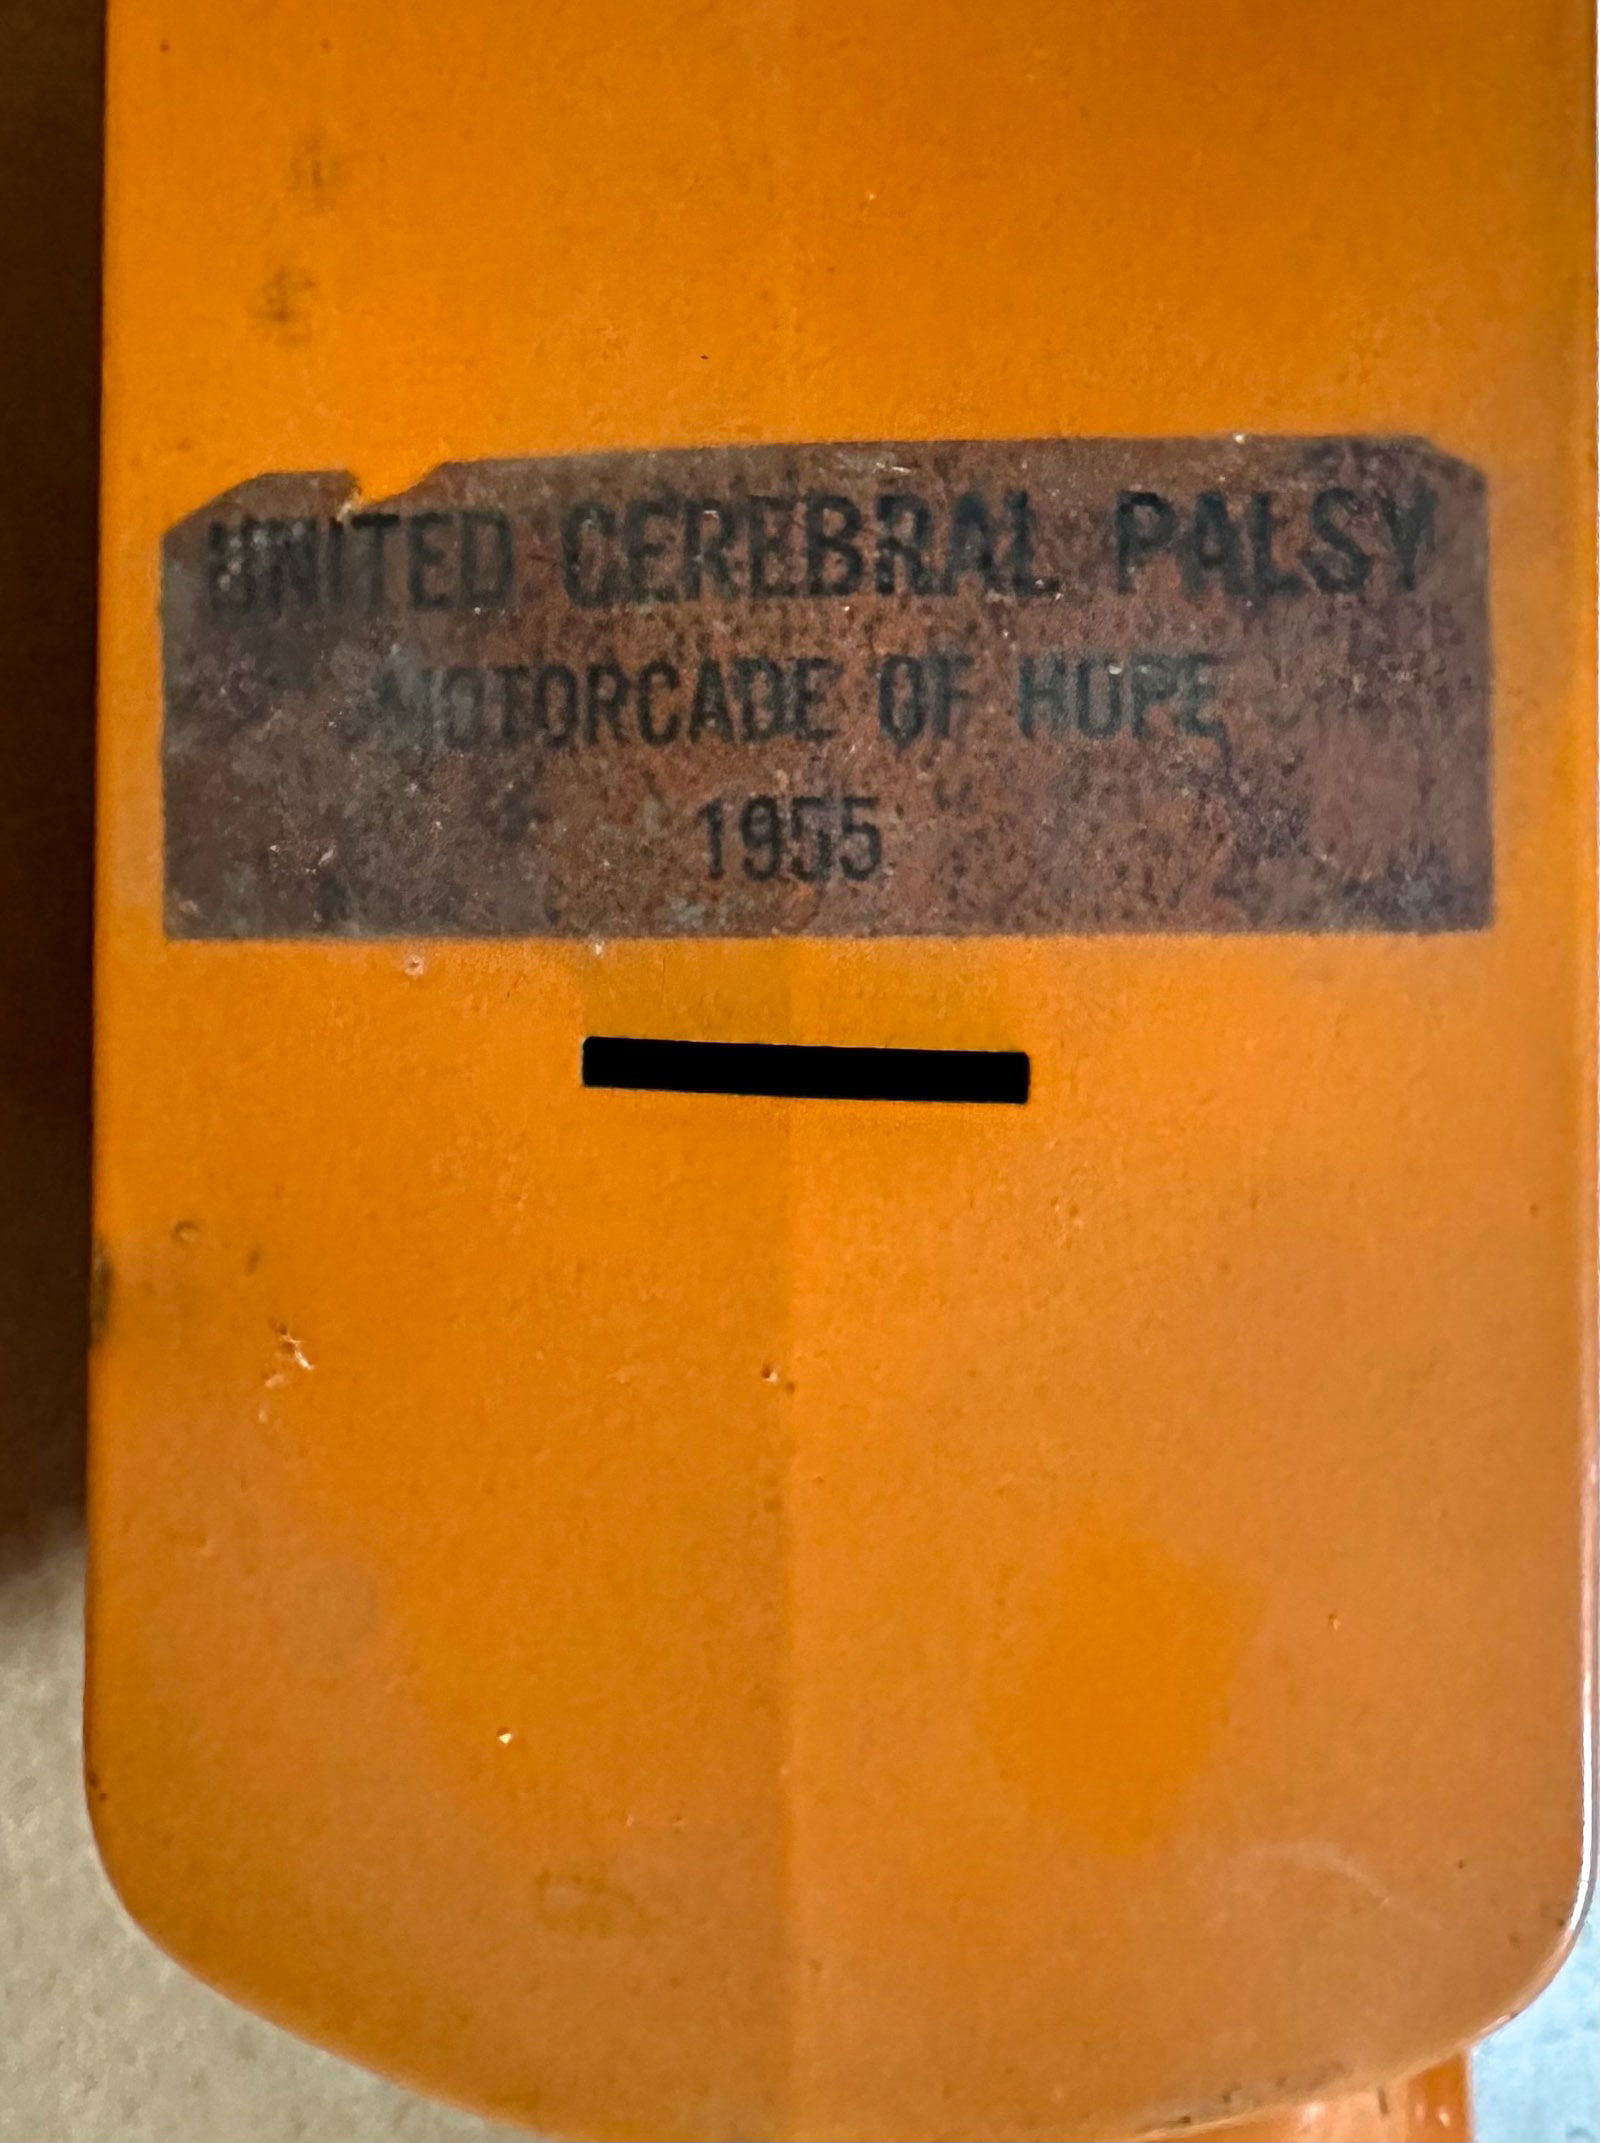 UNITED CEREBRAL PALSY
MOTORCADE OF HOPE
1955